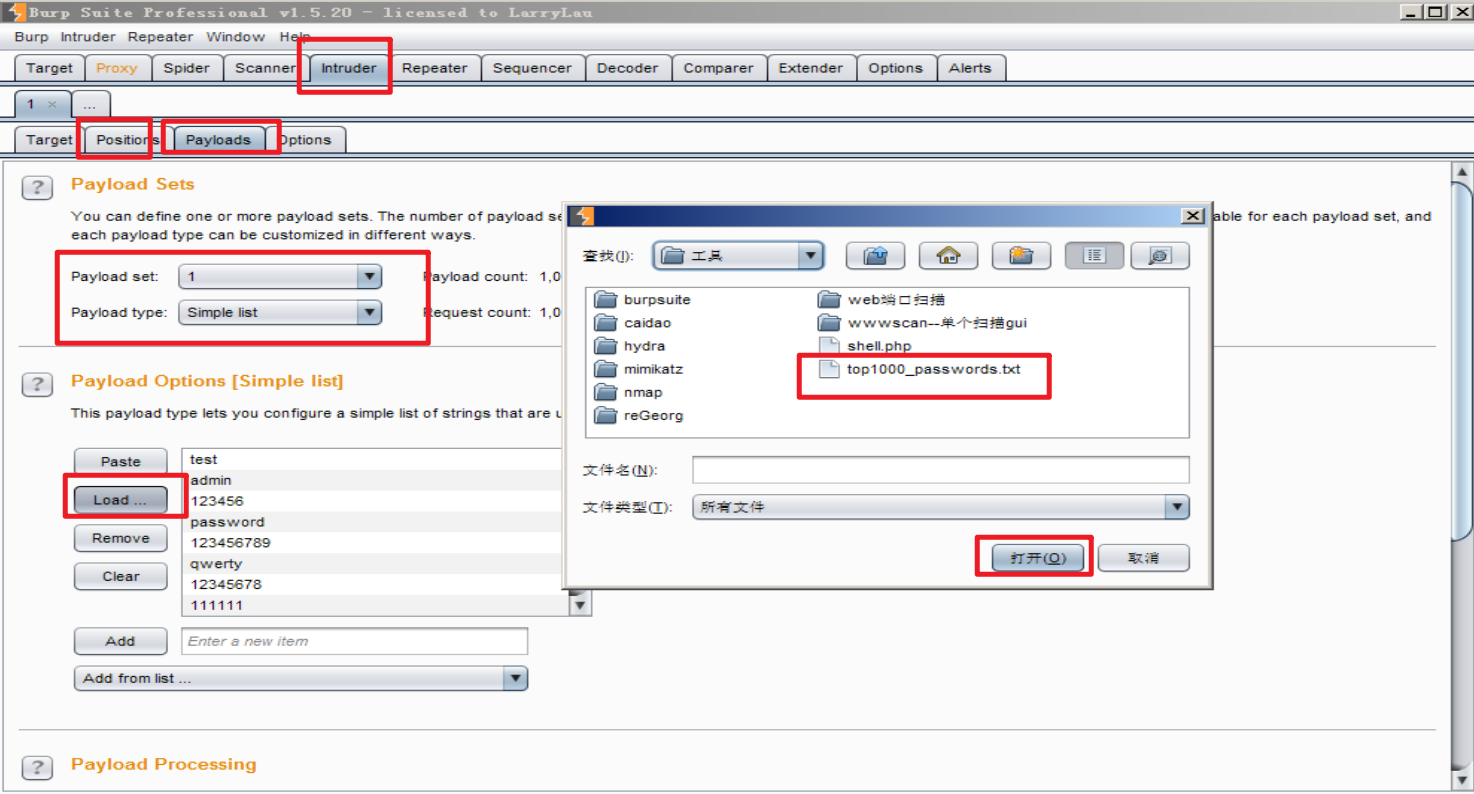 Burp Suite Professional v1.5.20 - licensed to LarryLau
Burp Intruder Repeater Window Help
Target Proxy Spider Scanner Intruder Repeater Sequencer Decoder Comparer Extender Options Alerts
1 × ...
Target Positions Payloads Options
? Payload Sets
You can define one or more payload sets. The number of payload se
able for each payload set, and
each payload type can be customized in different ways.
Payload set: 1 Payload count: 1,0
Payload type: Simple list Request count: 1,0
? Payload Options [Simple list]
This payload type lets you configure a simple list of strings that are u
Paste
Load ...
Remove
Clear
test
admin
123456
password
123456789
qwerty
12345678
111111
Add Enter a new item
Add from list ...
? Payload Processing
查找(I): 工具
burpsuite
caidao
hydra
mimikatz
nmap
reGeorg
web端口扫描
wwwscan--单个扫描gui
shell.php
top1000_passwords.txt
文件名(N):
文件类型(T): 所有文件
打开(O) 取消